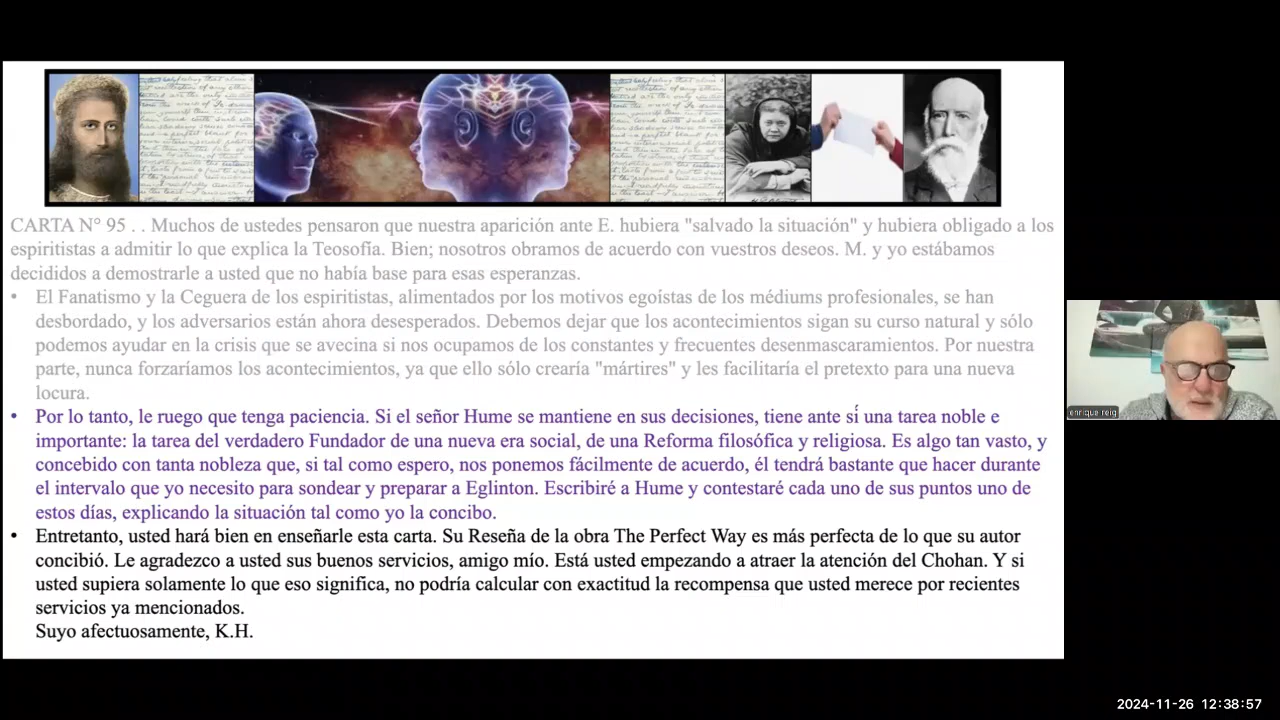 CARTA N° 95 . . Muchos de ustedes pensaron que nuestra aparición ante E. hubiera "salvado la situación" y hubiera obligado a los
espiritistas a admitir lo que explica la Teosofía. Bien; nosotros obramos de acuerdo con vuestros deseos. M. y yo estábamos
decididos a demostrarle a usted que no había base para esas esperanzas.
• El Fanatismo y la Ceguera de los espiritistas, alimentados por los motivos egoístas de los médiums profesionales, se han
desbordado, y los adversarios están ahora desesperados. Debemos dejar que los acontecimientos sigan su curso natural y sólo
podemos ayudar en la crisis que se avecina si nos ocupamos de los constantes y frecuentes desenmascaramientos. Por nuestra
parte, nunca forzaríamos los acontecimientos, ya que ello sólo crearía "mártires" y les facilitaría el pretexto para una nueva
locura.
• Por lo tanto, le ruego que tenga paciencia. Si el señor Hume se mantiene en sus decisiones, tiene ante sí una tarea noble e
importante: la tarea del verdadero Fundador de una nueva era social, de una Reforma filosófica y religiosa. Es algo tan vasto, y
concebido con tanta nobleza que, si tal como espero, nos ponemos fácilmente de acuerdo, él tendrá bastante que hacer durante
el intervalo que yo necesito para sondear y preparar a Eglinton. Escribiré a Hume y contestaré cada uno de sus puntos uno de
estos días, explicando la situación tal como yo la concibo.
• Entretanto, usted hará bien en enseñarle esta carta. Su Reseña de la obra The Perfect Way es más perfecta de lo que su autor
concibió. Le agradezco a usted sus buenos servicios, amigo mío. Está usted empezando a atraer la atención del Chohan. Y si
usted supiera solamente lo que eso significa, no podría calcular con exactitud la recompensa que usted merece por recientes
servicios ya mencionados.
Suyo afectuosamente, K.H.
enrique reig
2024-11-26 12:38:57